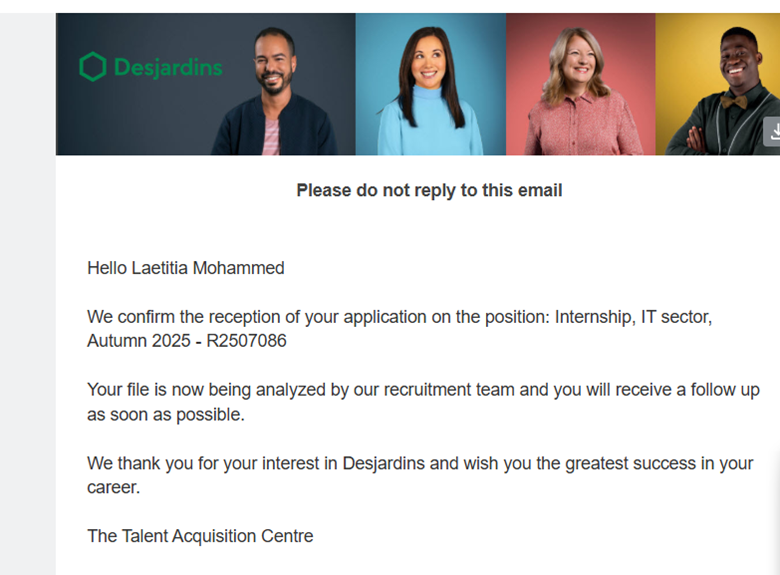 Desjardins
Please do not reply to this email
Hello Laetitia Mohammed
We confirm the reception of your application on the position: Internship, IT sector,
Autumn 2025 - R2507086
Your file is now being analyzed by our recruitment team and you will receive a follow up
as soon as possible.
We thank you for your interest in Desjardins and wish you the greatest success in your
career.
The Talent Acquisition Centre